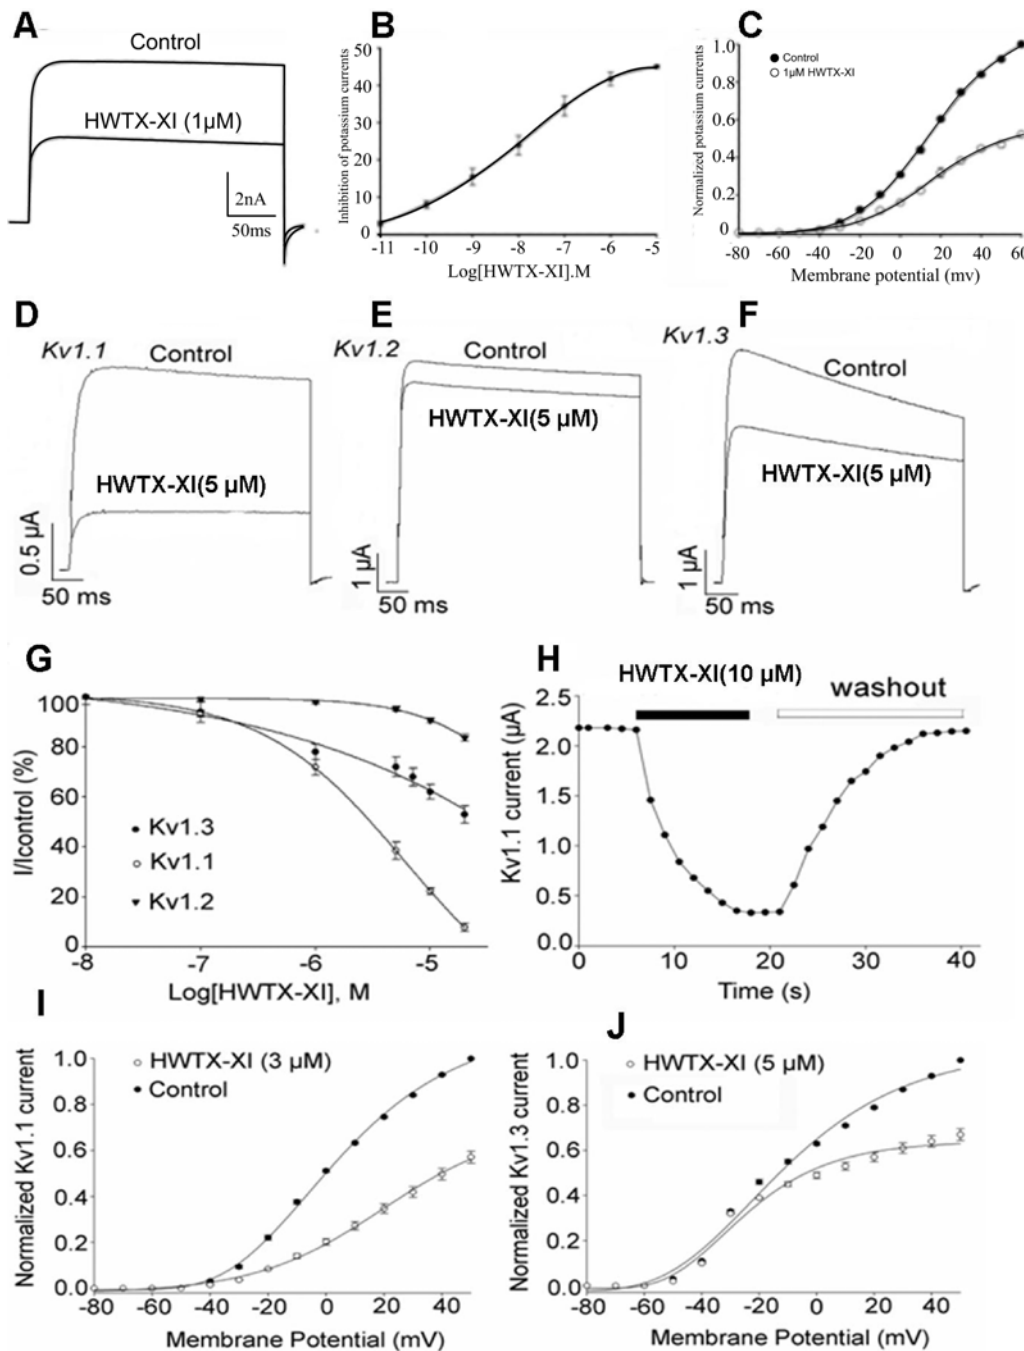 A
Control
HWTX-XI (1μM)
2nA
50ms
B
Inhibition of potassium currents
50
40
30
20
10
0
-11 -10 -9 -8 -7 -6 -5
Log[HWTX-XI].M
C
Normalized potassium currents
Control
1μM HWTX-XI
1.0
0.8
0.6
0.4
0.2
0
-80 -60 -40 -20 0 20 40 60
Membrane potential (mv)
D
Kv1.1
Control
HWTX-XI(5 μM)
0.5 μA
50 ms
E
Kv1.2
Control
HWTX-XI(5 μM)
1 μA
50 ms
F
Kv1.3
Control
HWTX-XI(5 μM)
1 μA
50 ms
G
I/Icontrol (%)
100
80
60
40
20
0
Kv1.3
Kv1.1
Kv1.2
-8 -7 -6 -5
Log[HWTX-XI], M
H
HWTX-XI(10 μM)
washout
Kv1.1 current (μA)
2.5
2.0
1.5
1.0
0.5
0.0
0 10 20 30 40
Time (s)
I
Normalized Kv1.1 current
HWTX-XI (3 μM)
Control
1.0
0.8
0.6
0.4
0.2
0.0
-80 -60 -40 -20 0 20 40
Membrane Potential (mV)
J
Normalized Kv1.3 current
HWTX-XI (5 μM)
Control
1.0
0.8
0.6
0.4
0.2
0.0
-80 -60 -40 -20 0 20 40
Membrane Potential (mV)